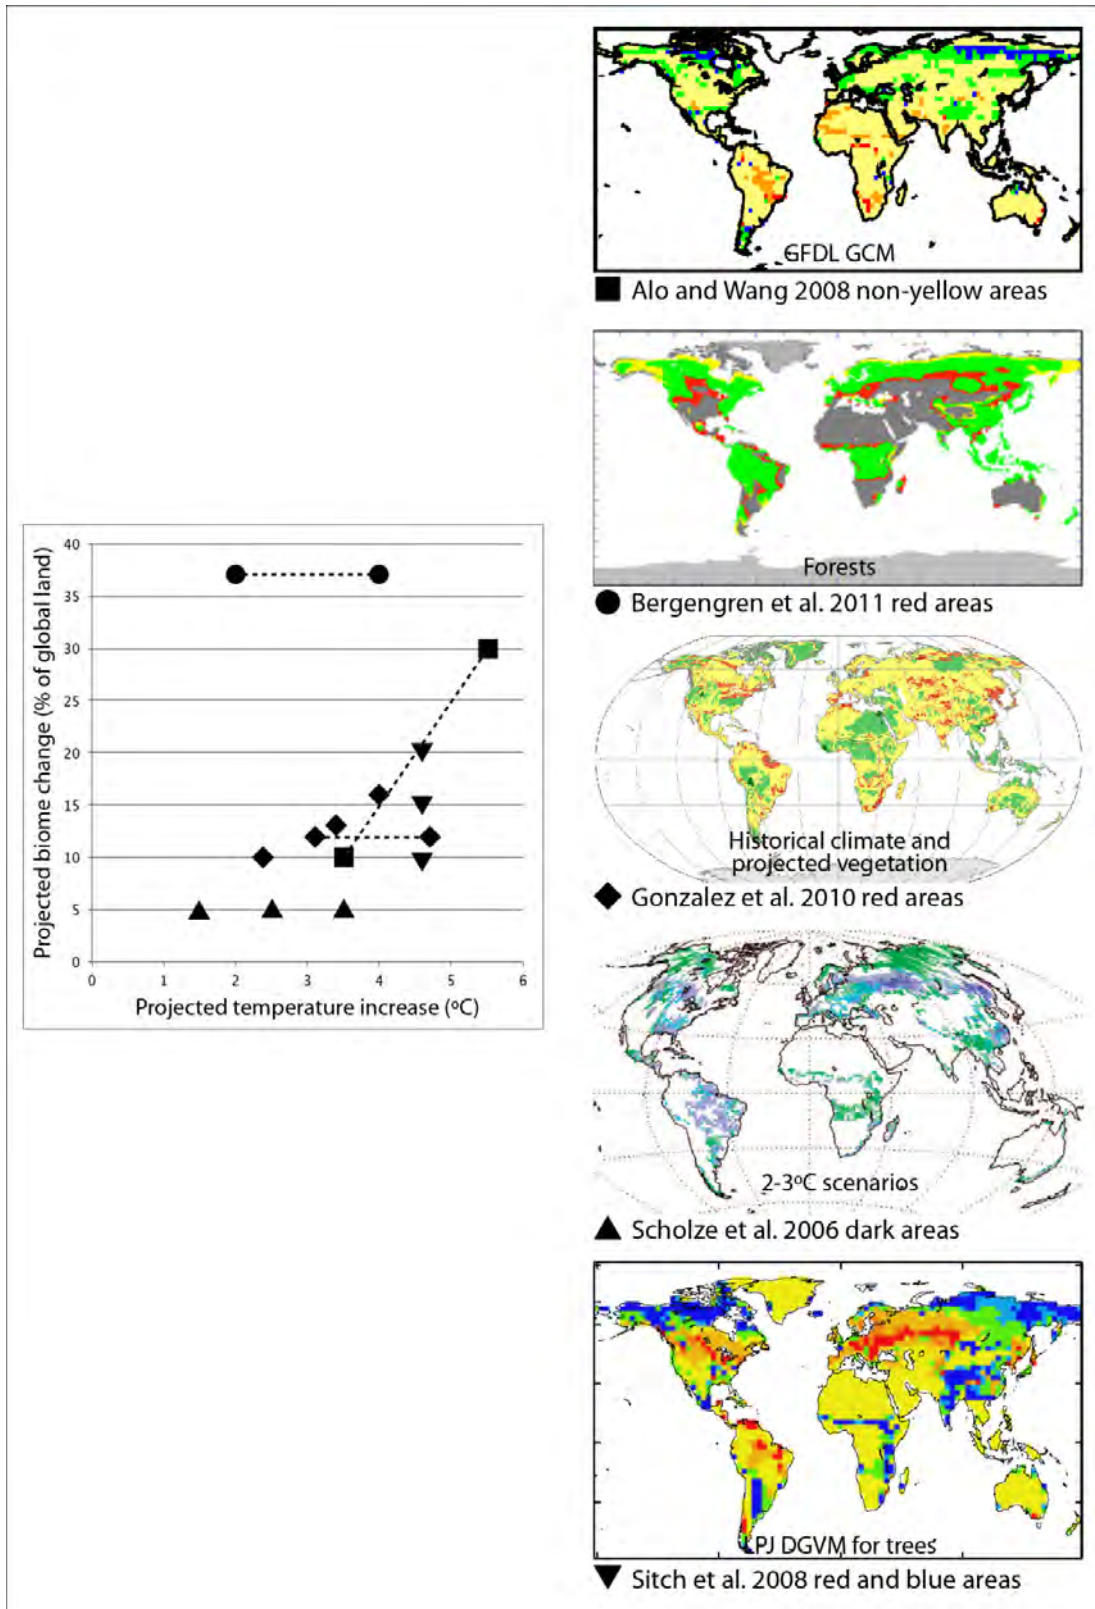 GFDL GCM
■ Alo and Wang 2008 non-yellow areas
Forests
● Bergengren et al. 2011 red areas
Historical climate and
projected vegetation
◆ Gonzalez et al. 2010 red areas
2-3ºC scenarios
▲ Scholze et al. 2006 dark areas
PJ DGVM for trees
▼ Sitch et al. 2008 red and blue areas
Projected biome change (% of global land)
40
35
30
25
20
15
10
5
0
0 1 2 3 4 5 6
Projected temperature increase (ºC)